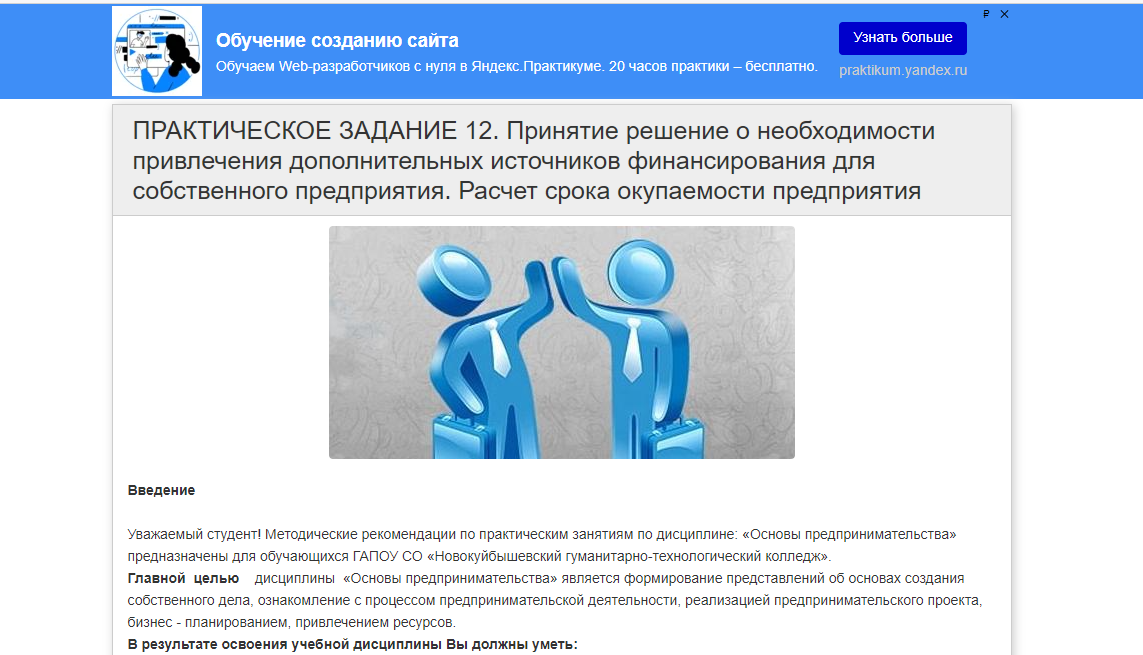 ₽ ×
Обучение созданию сайта
Обучаем Web-разработчиков с нуля в Яндекс.Практикуме. 20 часов практики – бесплатно.
Узнать больше
praktikum.yandex.ru
ПРАКТИЧЕСКОЕ ЗАДАНИЕ 12. Принятие решение о необходимости
привлечения дополнительных источников финансирования для
собственного предприятия. Расчет срока окупаемости предприятия
Введение
Уважаемый студент! Методические рекомендации по практическим занятиям по дисциплине: «Основы предпринимательства»
предназначены для обучающихся ГАПОУ СО «Новокуйбышевский гуманитарно-технологический колледж».
Главной целью дисциплины «Основы предпринимательства» является формирование представлений об основах создания
собственного дела, ознакомление с процессом предпринимательской деятельности, реализацией предпринимательского проекта,
бизнес - планированием, привлечением ресурсов.
В результате освоения учебной дисциплины Вы должны уметь: